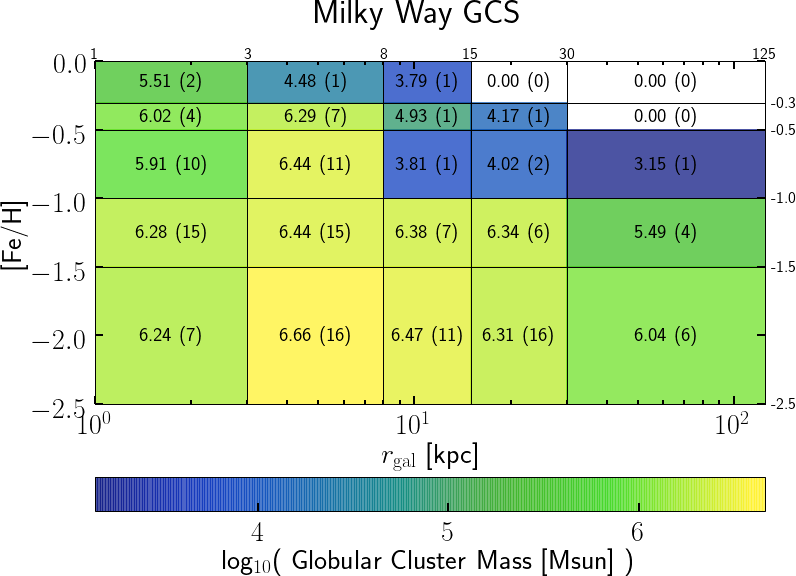 Milky Way GCS
1 3 8 15 30 125
0.0 5.51 (2) 4.48 (1) 3.79 (1) 0.00 (0) 0.00 (0)
-0.3
6.02 (4) 6.29 (7) 4.93 (1) 4.17 (1) 0.00 (0)
−0.5 -0.5
5.91 (10) 6.44 (11) 3.81 (1) 4.02 (2) 3.15 (1)
−1.0 -1.0
[Fe/H]
6.28 (15) 6.44 (15) 6.38 (7) 6.34 (6) 5.49 (4)
−1.5 -1.5
−2.0 6.24 (7) 6.66 (16) 6.47 (11) 6.31 (16) 6.04 (6)
−2.5 -2.5
10⁰ 10¹ 10²
r_gal [kpc]
4 5 6
log₁₀( Globular Cluster Mass [Msun] )